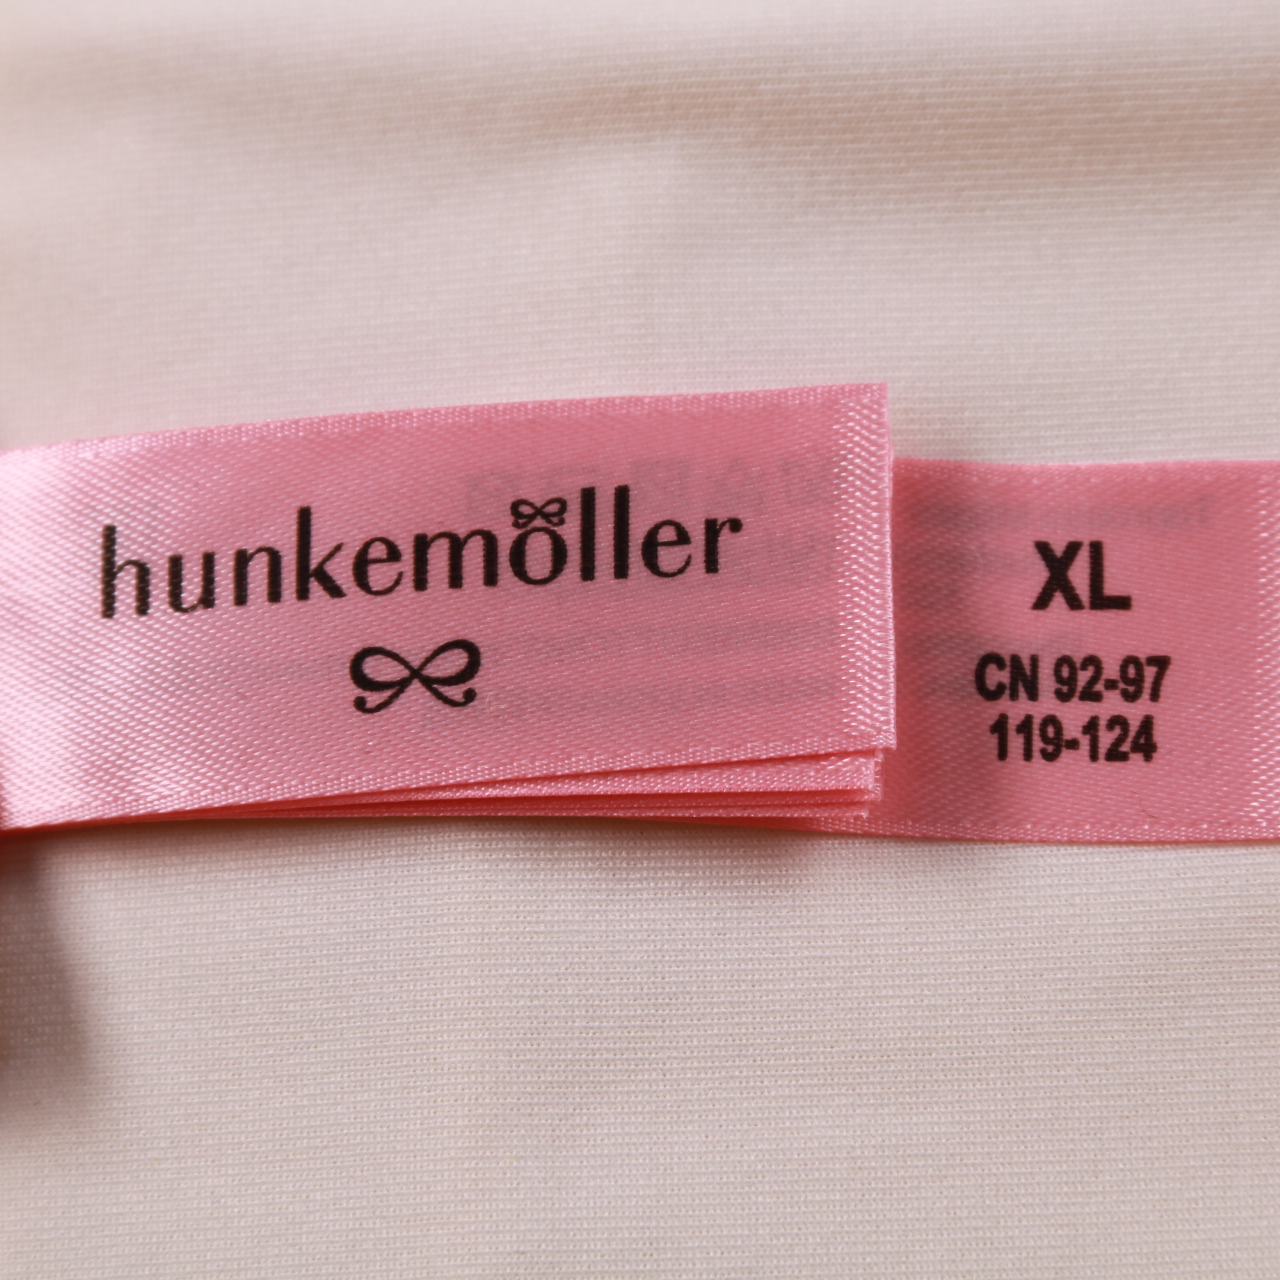 hunkemöller
XL
CN 92-97
119-124